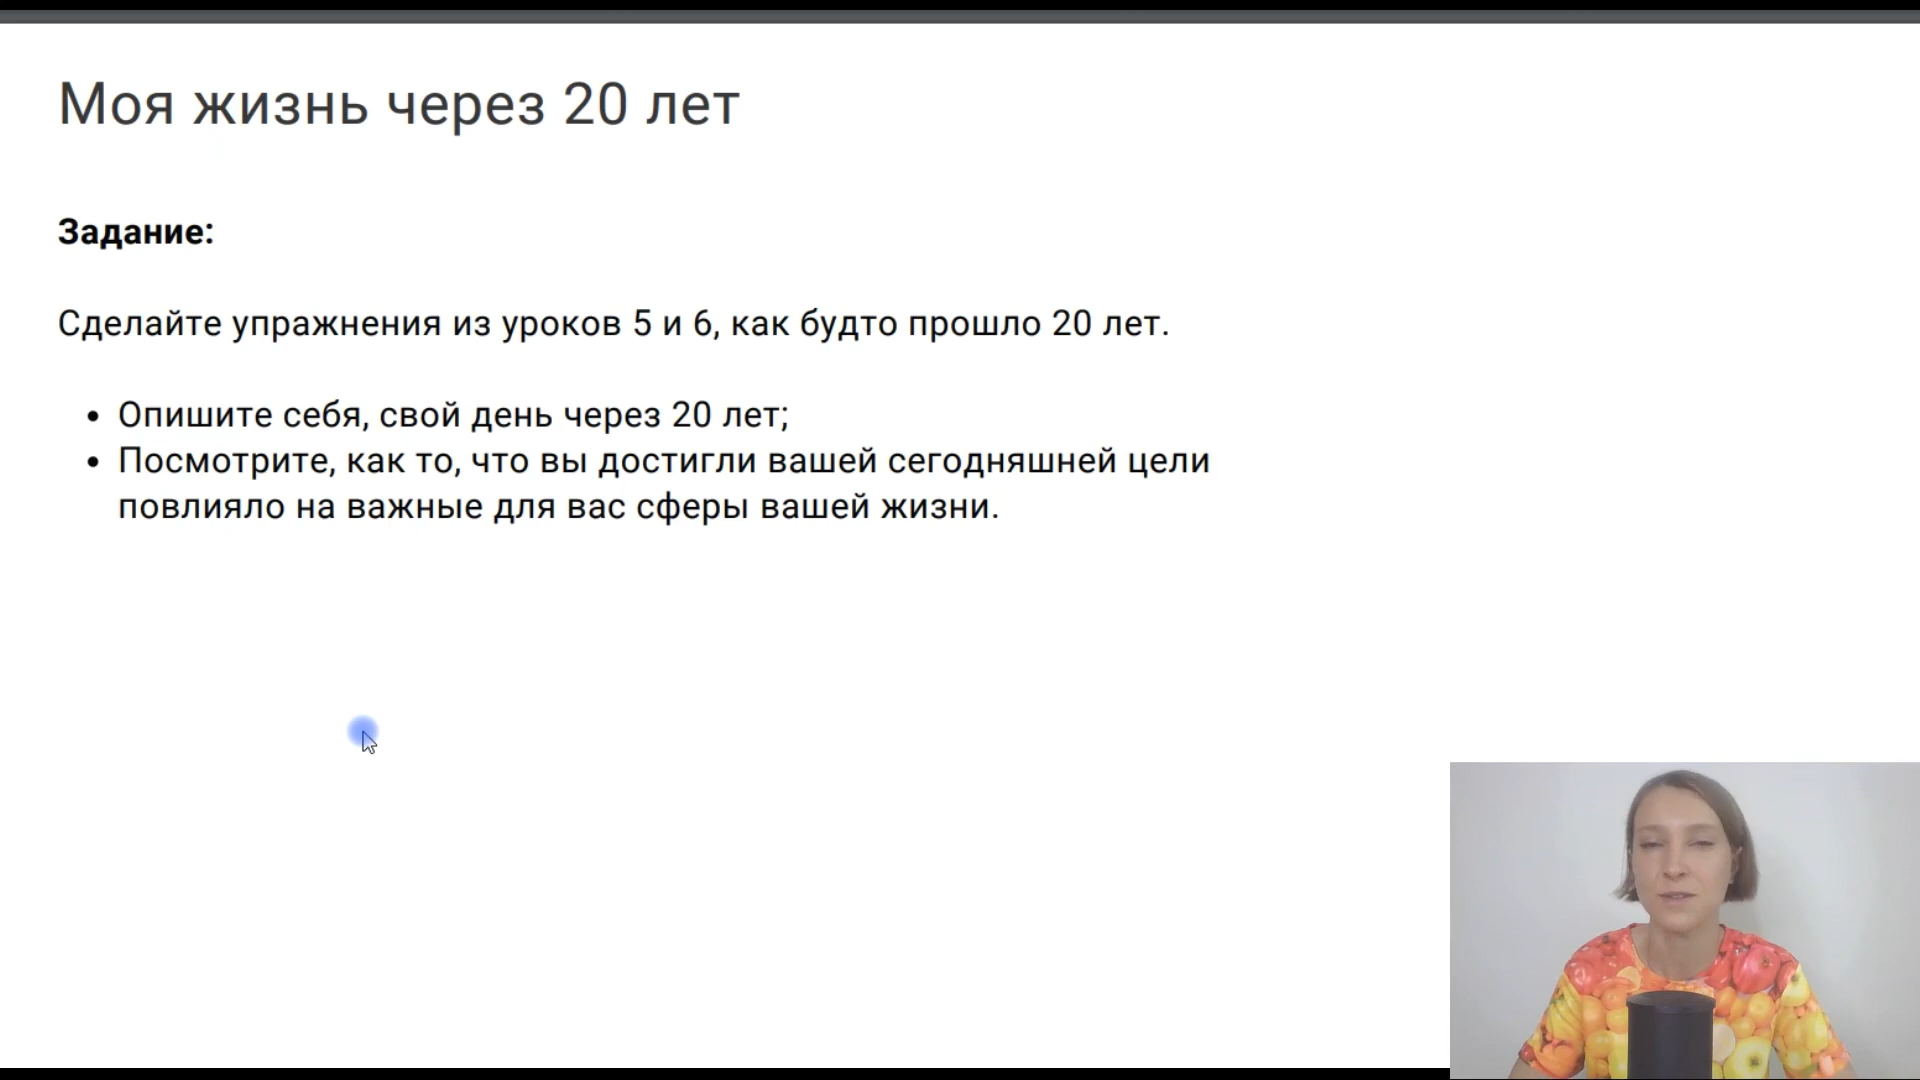 Моя жизнь через 20 лет
Задание:
Сделайте упражнения из уроков 5 и 6, как будто прошло 20 лет.
• Опишите себя, свой день через 20 лет;
• Посмотрите, как то, что вы достигли вашей сегодняшней цели
повлияло на важные для вас сферы вашей жизни.